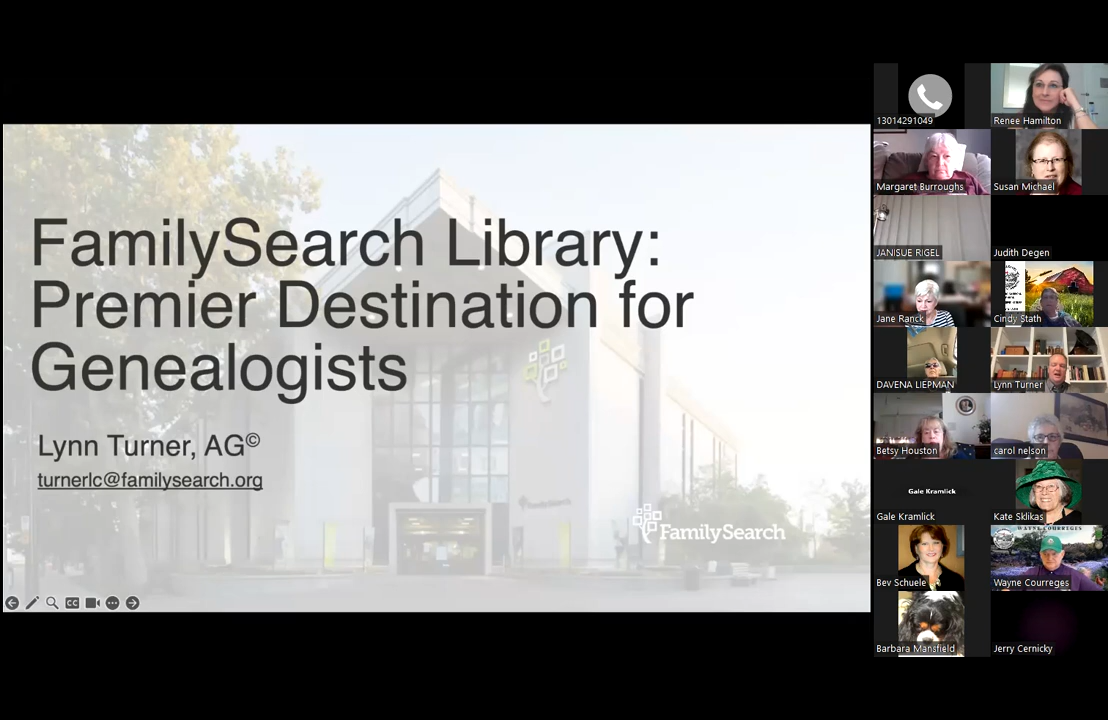 FamilySearch Library:
Premier Destination for
Genealogists
Lynn Turner, AG©
turnerlc@familysearch.org
FamilySearch
CC
13014291049
Renee Hamilton
Margaret Burroughs
Susan Michael
JANISUE RIGEL
Judith Degen
Jane Ranck
Cindy Stath
DAVENA LIEPMAN
Lynn Turner
Betsy Houston
carol nelson
Gale Kramlick
Gale Kramlick
Kate Sklikas
Bev Schuele
WAYNE COURREGES
Wayne Courreges
Barbara Mansfield
Jerry Cernicky